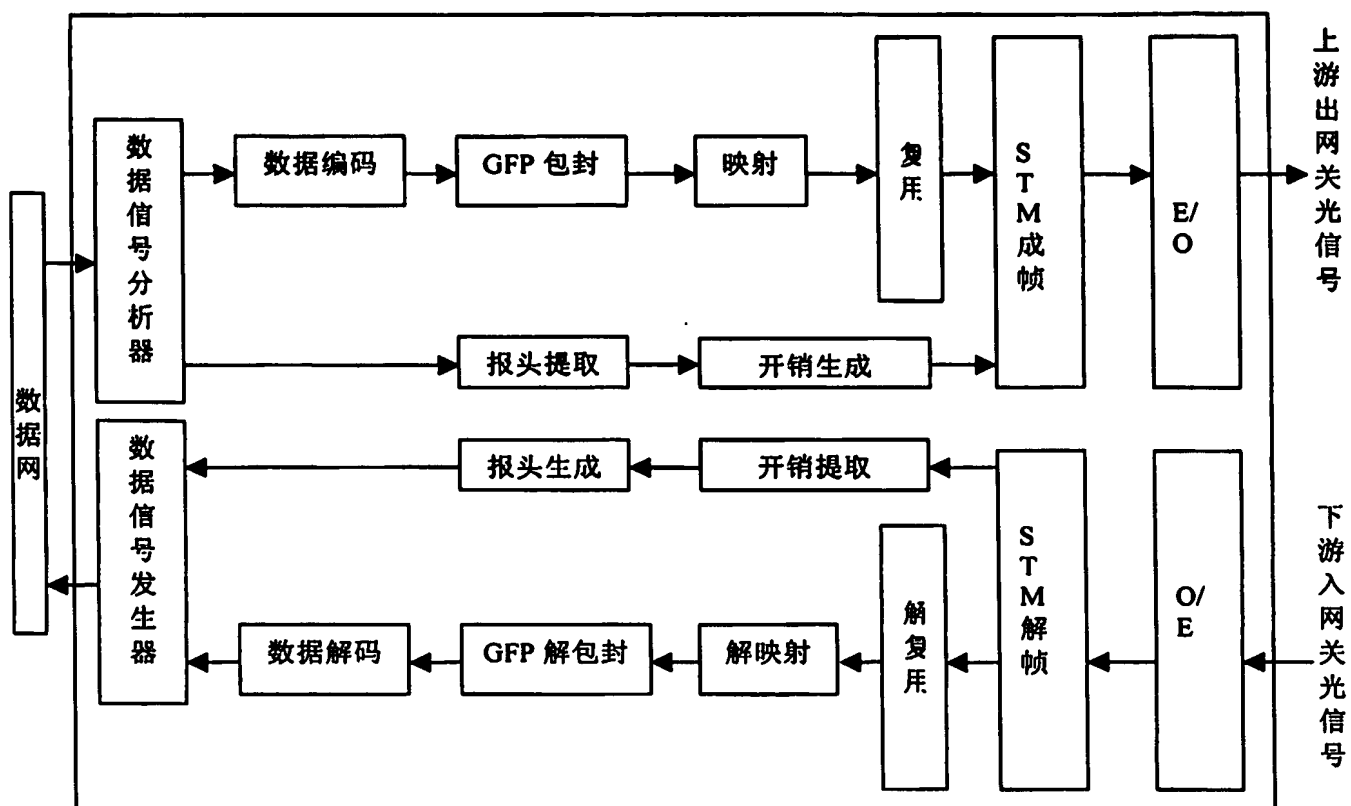 数据网
数据信号分析器
数据编码
GFP 包封
映射
复用
STM成帧
E/
O
上游出网关光信号
报头提取
开销生成
数据信号发生器
报头生成
开销提取
数据解码
GFP 解包封
解映射
解复用
STM解帧
O/
E
下游入网关光信号